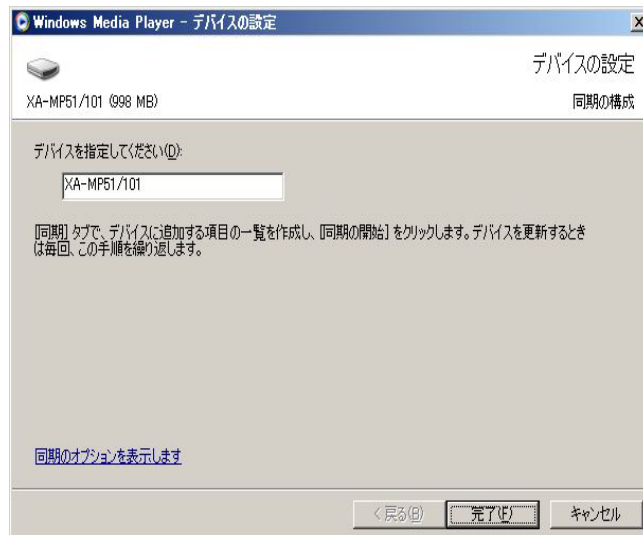 Windows Media Player - デバイスの設定
デバイスの設定
XA-MP51/101 (998 MB)
同期の構成
デバイスを指定してください(D):
XA-MP51/101
[同期] タブで、デバイスに追加する項目の一覧を作成し、[同期の開始] をクリックします。デバイスを更新するとき
は毎回、この手順を繰り返します。
同期のオプションを表示します
< 戻る(B)
完了(F)
キャンセル